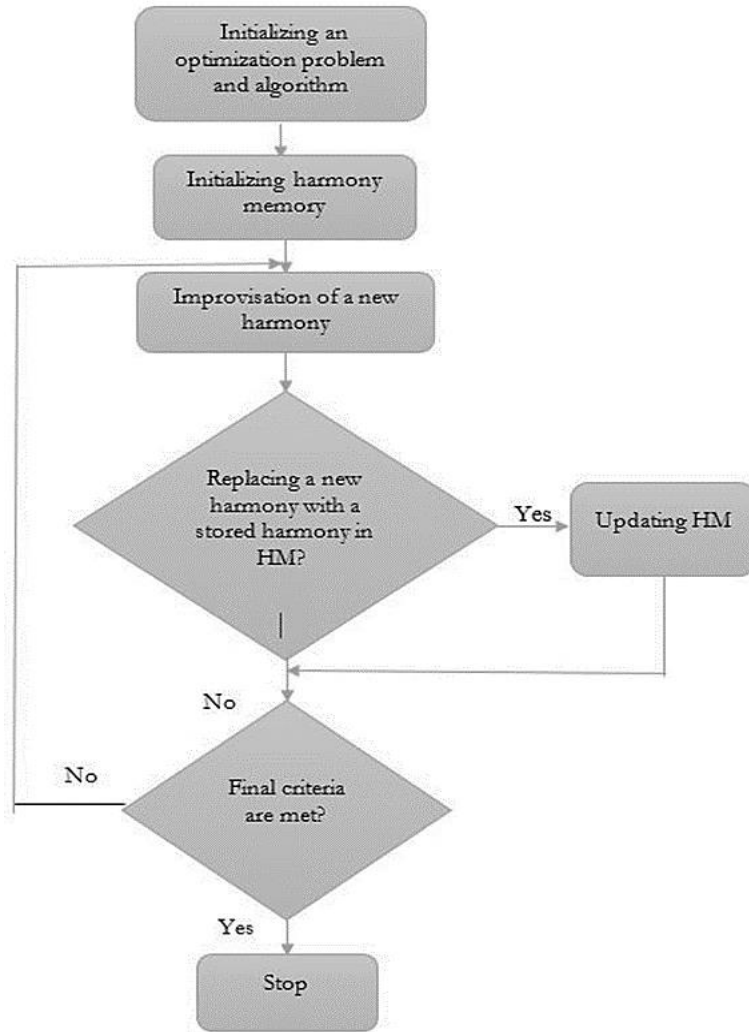 Initializing an
optimization problem
and algorithm
Initializing harmony
memory
Improvisation of a new
harmony
Replacing a new
harmony with a
stored harmony in
HM?
Yes
Updating HM
No
No
Final criteria
are met?
Yes
Stop